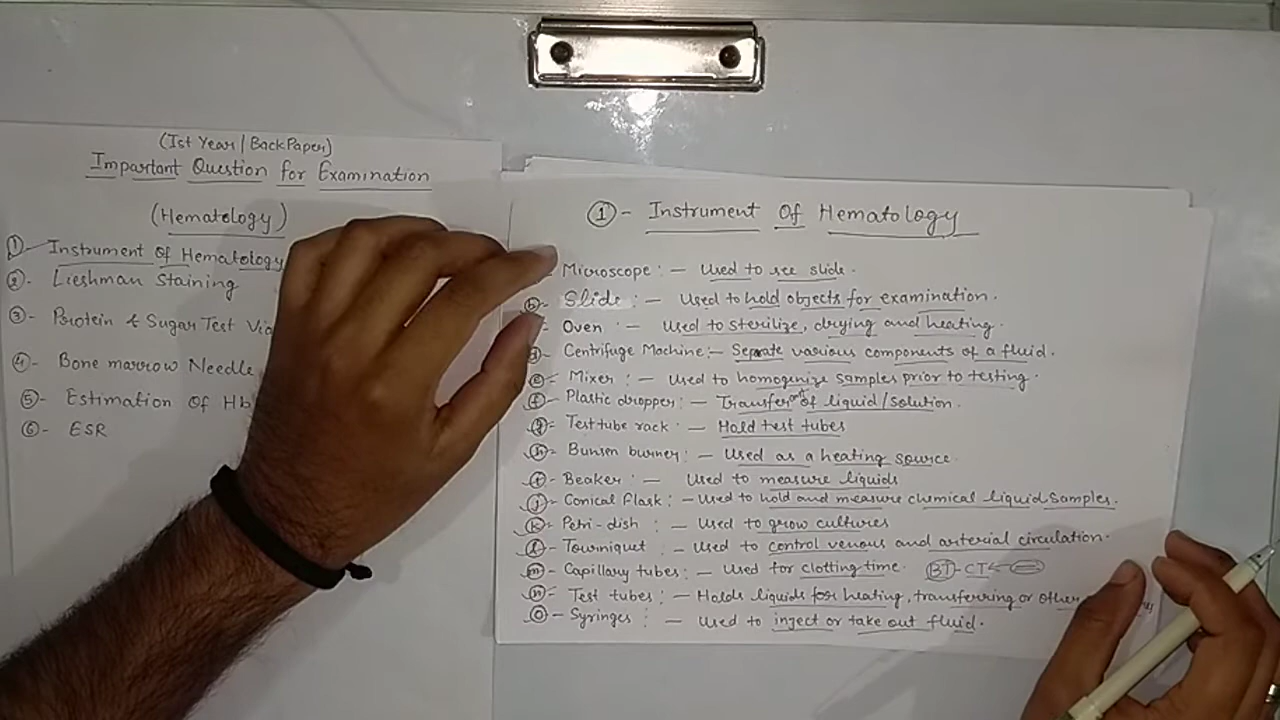 (Ist Year | Back Paper)
Important Question for Examination
(Hematology)
①- Instrument Of Hematology
②- Lieshman Staining
③- Protein & Sugar Test Via
④- Bone marrow Needle
⑤- Estimation Of Hb
⑥- ESR
①- Instrument Of Hematology
Microscope :- Used to see slide.
ⓑ- Slide :- Used to hold objects for examination.
Oven :- Used to sterilize, drying and heating.
ⓓ- Centrifuge Machine :- Seprate various components of a fluid.
ⓔ- Mixer :- Used to homogenize samples prior to testing.
ⓕ- Plastic dropper :- Transfer of liquid/solution.
ⓖ- Test tube rack :- Hold test tubes
ⓗ- Bunsen burner :- Used as a heating source
Beaker :- Used to measure liquids
ⓙ- Conical flask :- Used to hold and measure chemical liquid samples.
ⓚ- Petri-dish :- Used to grow cultures
ⓛ- Tourniquet :- Used to control venous and arterial circulation.
ⓜ- Capillary tubes :- Used for clotting time. BT - CT
ⓝ- Test tubes :- Holds liquids for heating, transferring or other
ⓞ- Syringes :- Used to inject or take out fluid.